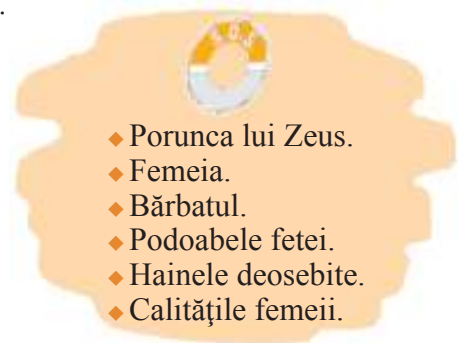 .
◆ Porunca lui Zeus.
◆ Femeia.
◆ Bărbatul.
◆ Podoabele fetei.
◆ Hainele deosebite.
◆ Calităţile femeii.